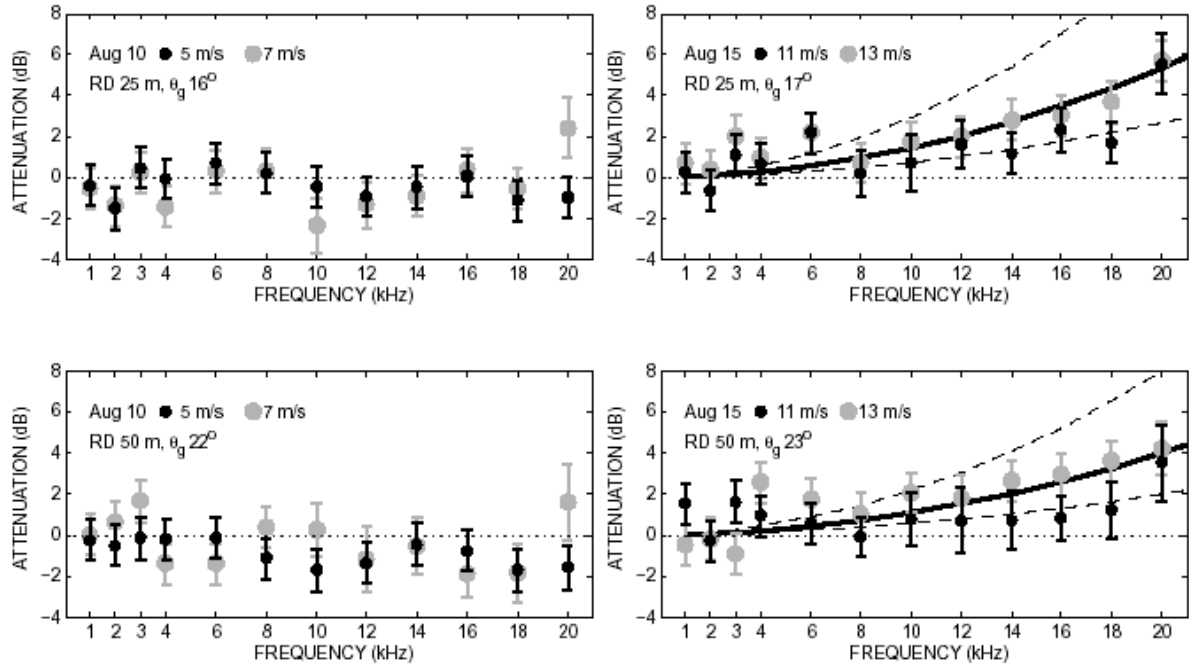 8
6
4
2
0
−2
−4
ATTENUATION (dB)
Aug 10 5 m/s 7 m/s
RD 25 m, θg 16°
1 2 3 4 6 8 10 12 14 16 18 20
FREQUENCY (kHz)
8
6
4
2
0
−2
−4
ATTENUATION (dB)
Aug 15 11 m/s 13 m/s
RD 25 m, θg 17°
1 2 3 4 6 8 10 12 14 16 18 20
FREQUENCY (kHz)
8
6
4
2
0
−2
−4
ATTENUATION (dB)
Aug 10 5 m/s 7 m/s
RD 50 m, θg 22°
1 2 3 4 6 8 10 12 14 16 18 20
FREQUENCY (kHz)
8
6
4
2
0
−2
−4
ATTENUATION (dB)
Aug 15 11 m/s 13 m/s
RD 50 m, θg 23°
1 2 3 4 6 8 10 12 14 16 18 20
FREQUENCY (kHz)